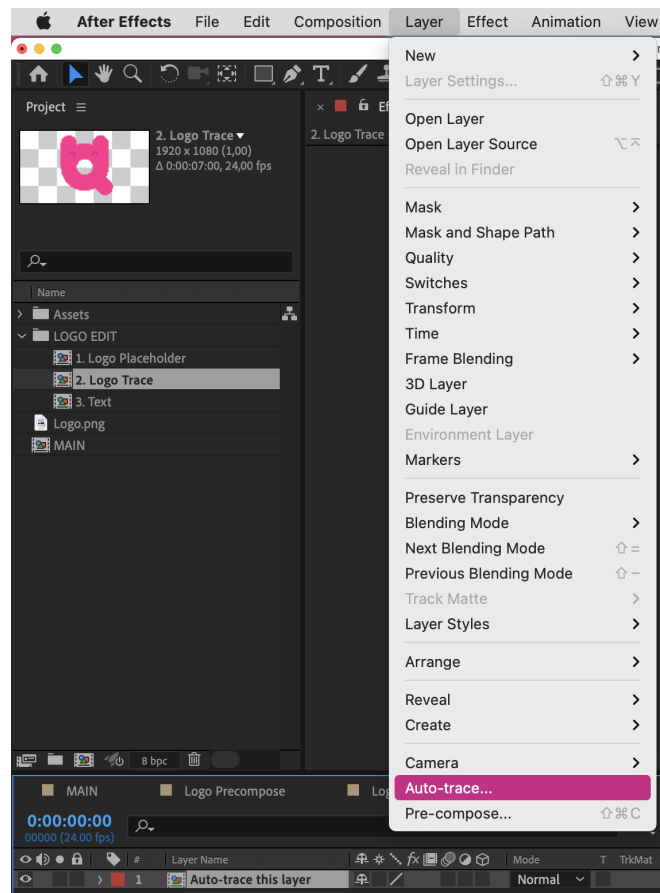 After Effects File Edit Composition Layer Effect Animation View
New
Layer Settings... ⇧⌘Y
Open Layer
Open Layer Source
Reveal in Finder
Mask
Mask and Shape Path
Quality
Switches
Transform
Time
Frame Blending
3D Layer
Guide Layer
Environment Layer
Markers
Preserve Transparency
Blending Mode
Next Blending Mode ⇧=
Previous Blending Mode ⇧−
Track Matte
Layer Styles
Arrange
Reveal
Create
Camera
Auto-trace...
Pre-compose... ⇧⌘C
Project
2. Logo Trace
1920 x 1080 (1,00)
Δ 0:00:07:00, 24,00 fps
2. Logo Trace
Name
Assets
LOGO EDIT
1. Logo Placeholder
2. Logo Trace
3. Text
Logo.png
MAIN
8 bpc
MAIN Logo Precompose
0:00:00:00
00000 (24.00 fps)
# Layer Name Mode T TrkMat
1 Auto-trace this layer Normal